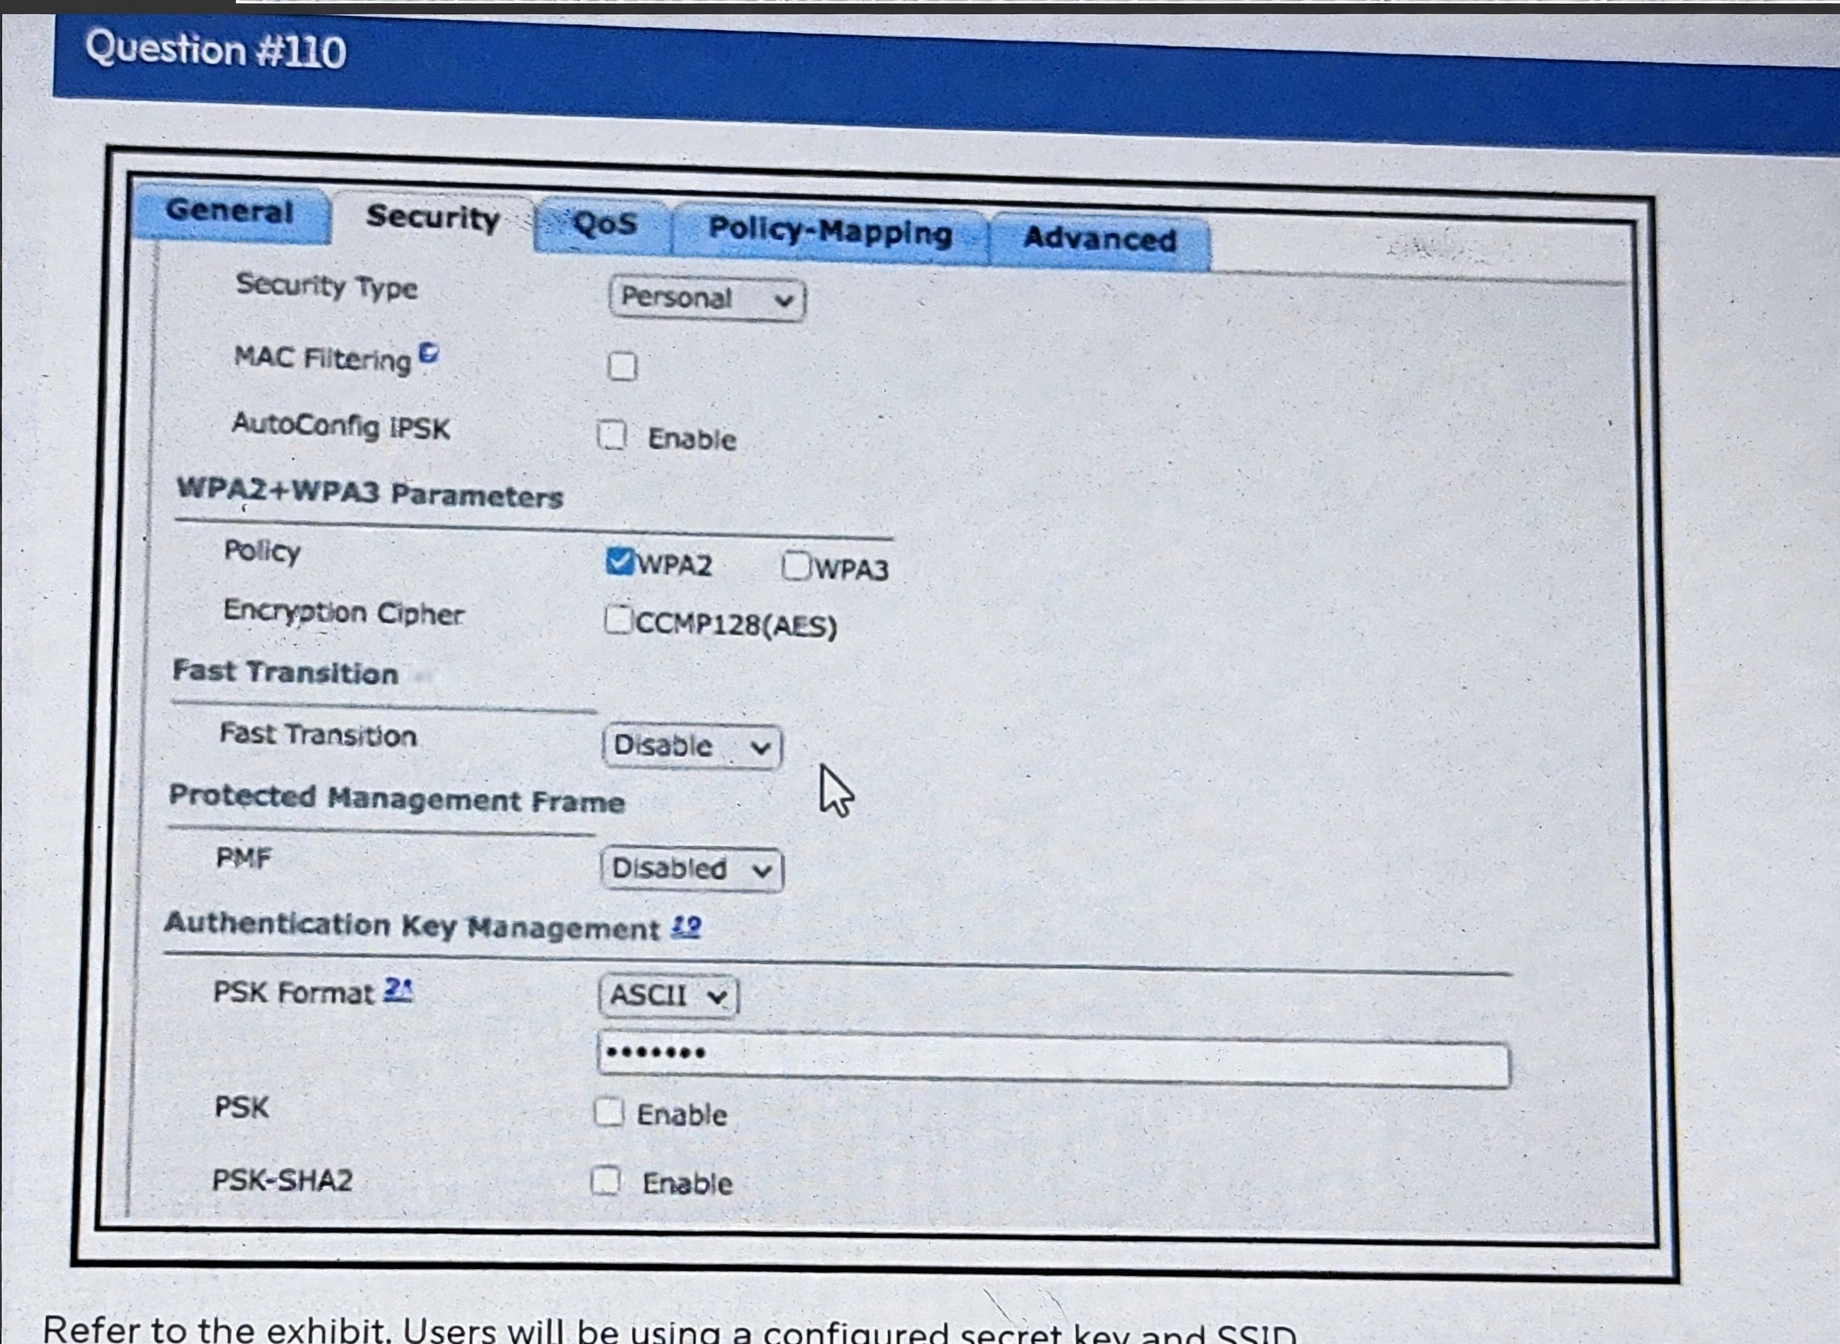 Question #110
General Security QoS Policy-Mapping Advanced
Security Type Personal
MAC Filtering
AutoConfig iPSK Enable
WPA2+WPA3 Parameters
Policy WPA2 WPA3
Encryption Cipher CCMP128(AES)
Fast Transition
Fast Transition Disable
Protected Management Frame
PMF Disabled
Authentication Key Management 19
PSK Format ASCII
•••••••
PSK Enable
PSK-SHA2 Enable
Refer to the exhibit. Users will be using a configured secret key and SSID